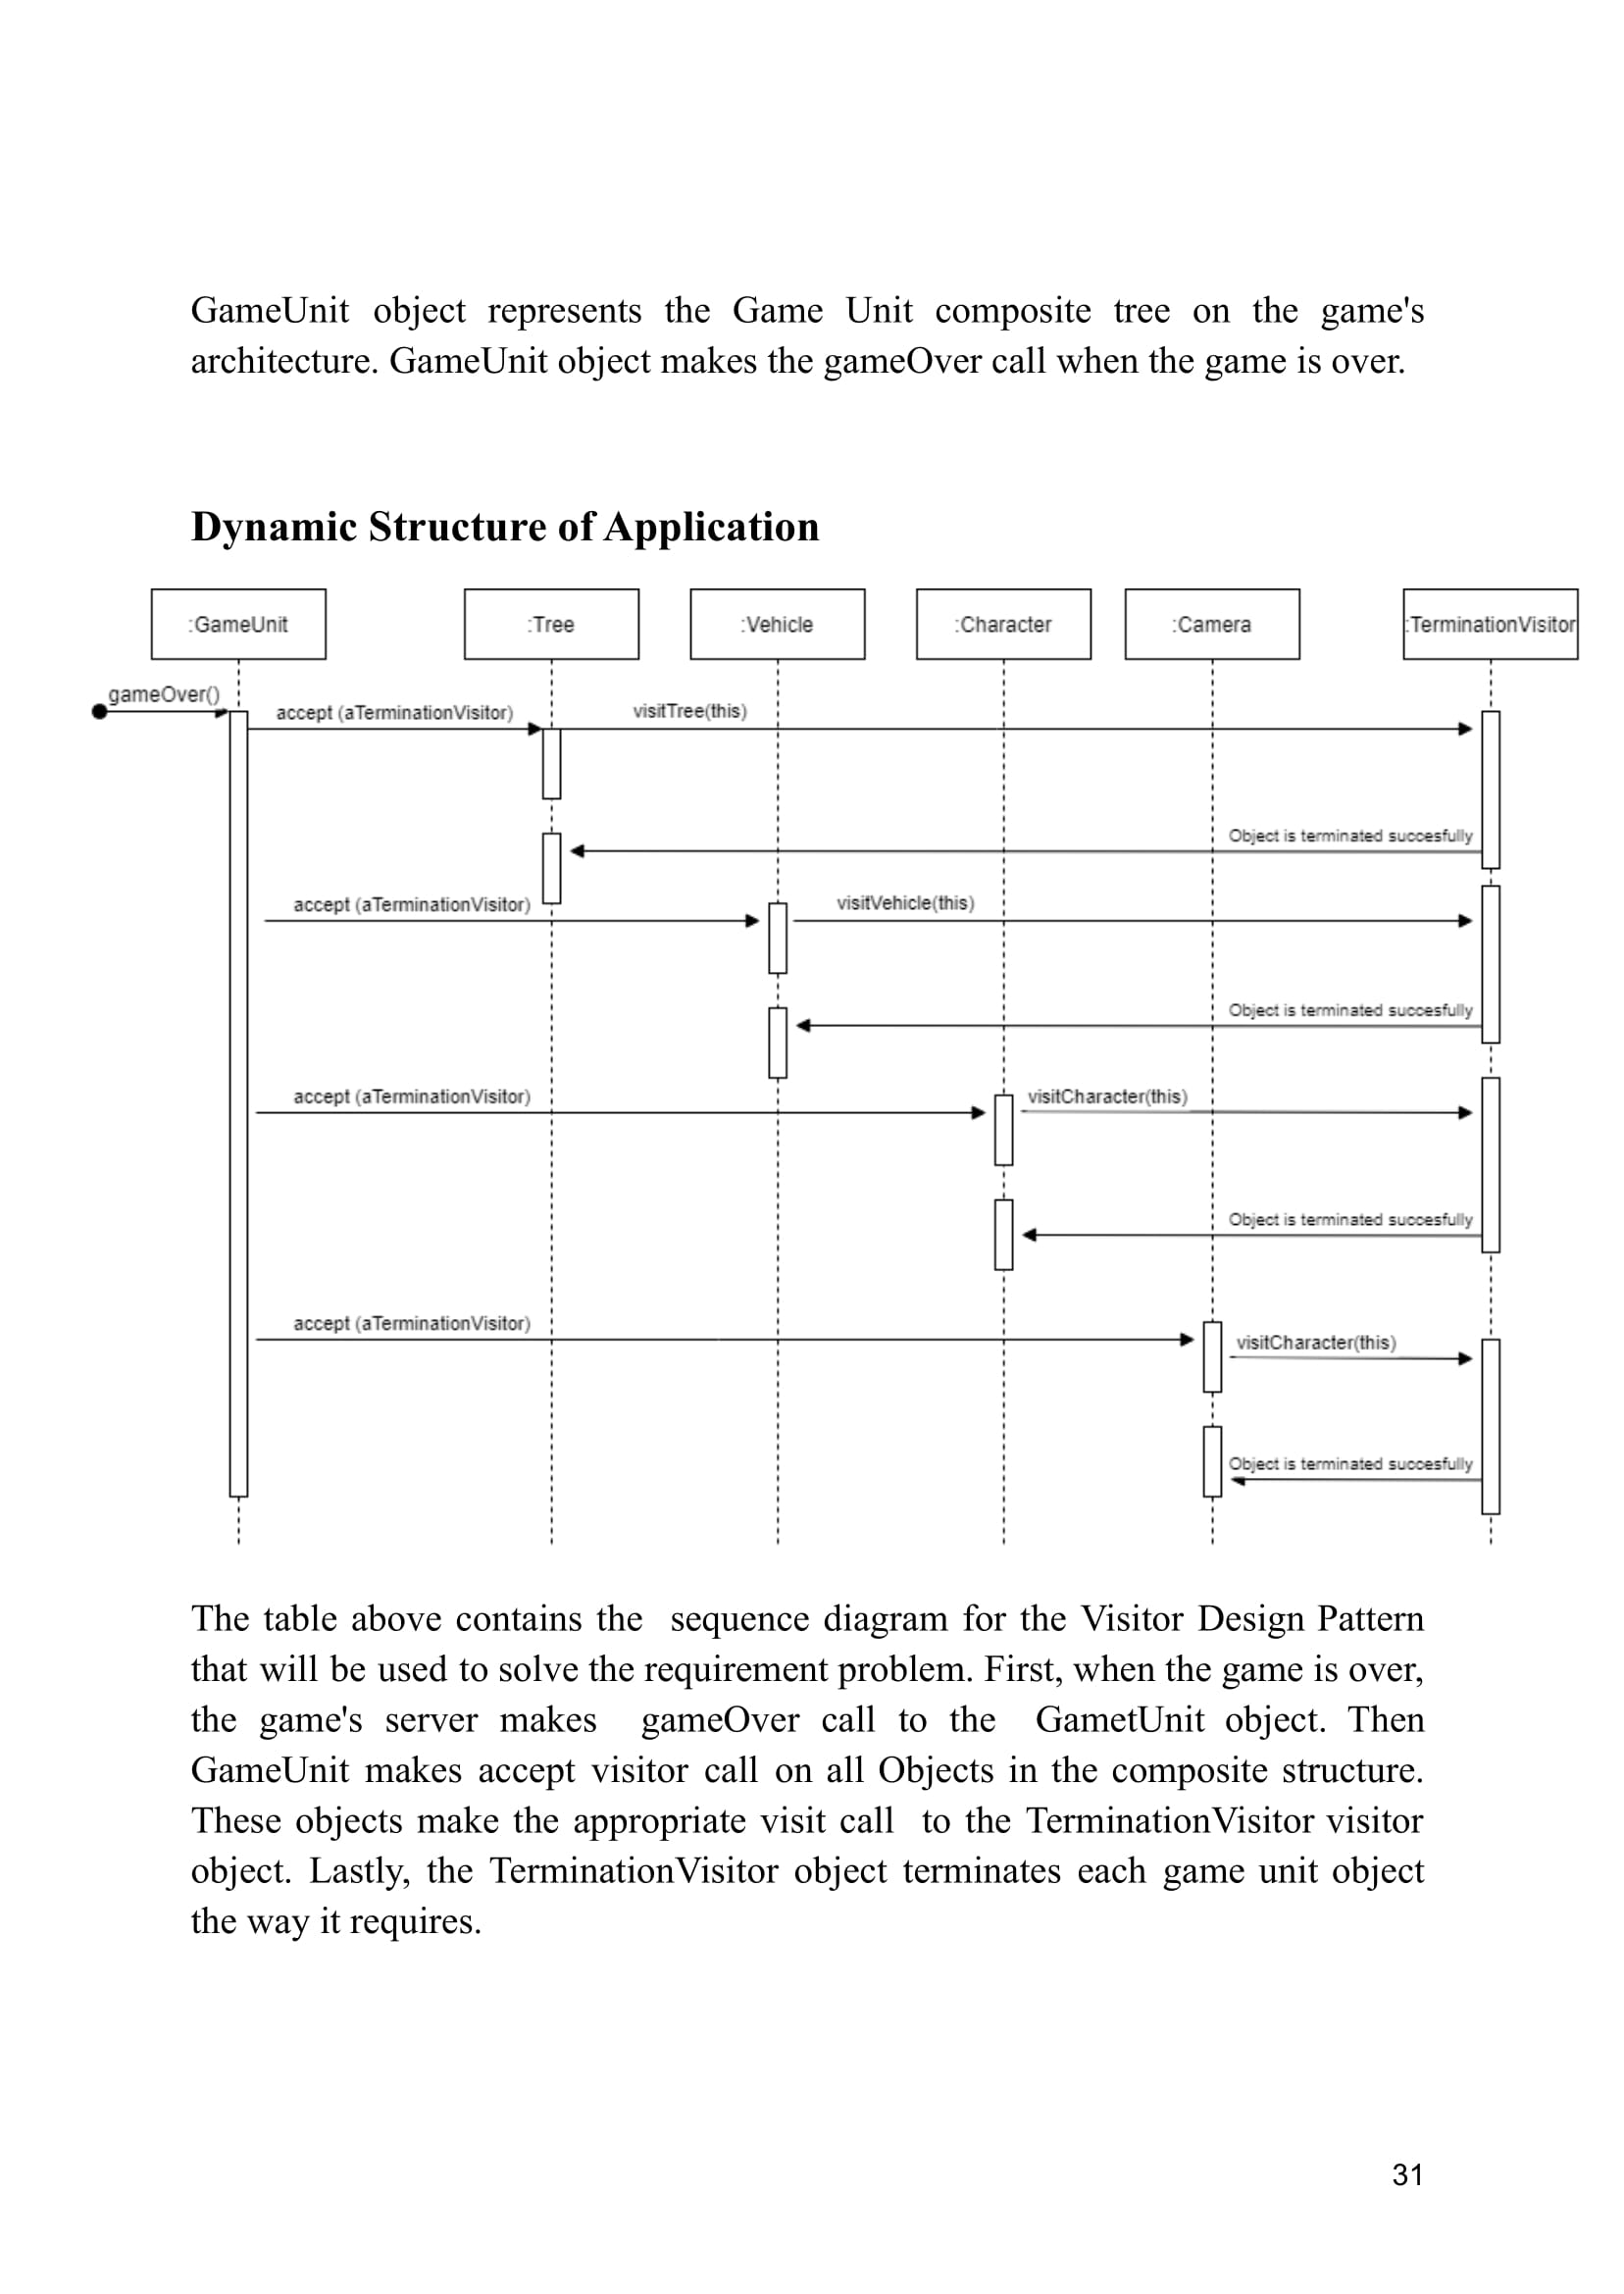 GameUnit object represents the Game Unit composite tree on the game's
architecture. GameUnit object makes the gameOver call when the game is over.
Dynamic Structure of Application
:GameUnit
:Tree
:Vehicle
:Character
:Camera
:TerminationVisitor
gameOver()
accept (aTerminationVisitor)
visitTree(this)
Object is terminated succesfully
accept (aTerminationVisitor)
visitVehicle(this)
Object is terminated succesfully
accept (aTerminationVisitor)
visitCharacter(this)
Object is terminated succesfully
accept (aTerminationVisitor)
visitCharacter(this)
Object is terminated succesfully
The table above contains the sequence diagram for the Visitor Design Pattern
that will be used to solve the requirement problem. First, when the game is over,
the game's server makes gameOver call to the GametUnit object. Then
GameUnit makes accept visitor call on all Objects in the composite structure.
These objects make the appropriate visit call to the TerminationVisitor visitor
object. Lastly, the TerminationVisitor object terminates each game unit object
the way it requires.
31